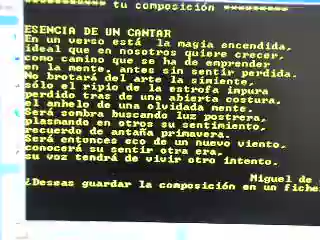 ********** tu composición **********
ESENCIA DE UN CANTAR
En un verso está la magia encendida,
ideal que en nosotros quiere crecer,
como camino que se ha de emprender
en la mente, antes sin sentir perdida.
No brotará del arte la simiente,
sólo el ripio de la estrofa impura
perdido tras de una abierta costura,
el anhelo de una olvidada mente.
Será sombra buscando luz postrera,
plasmando en otros su sentimiento,
recuerdo de antaña primavera.
Será entonces eco de un nuevo viento,
conocerá su sentir otra era,
su voz tendrá de vivir otro intento.
Miguel de
¿Deseas guardar la composición en un fiche